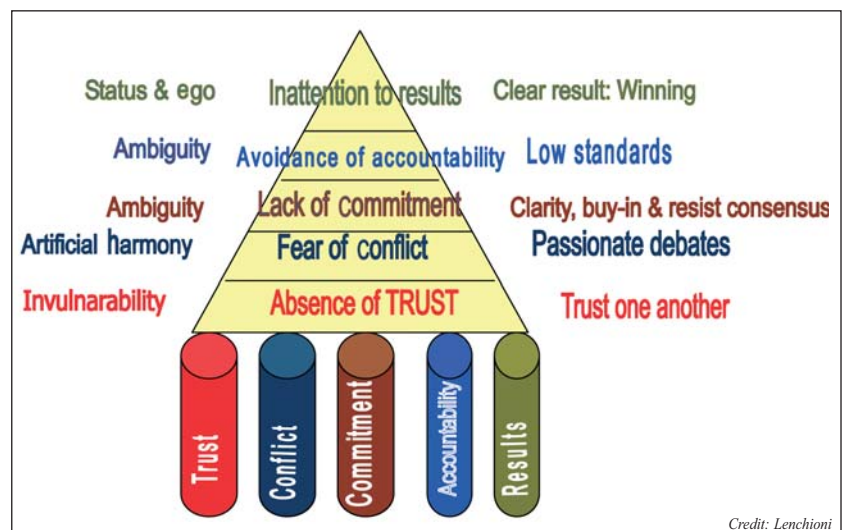 Status & ego Inattention to results Clear result: Winning
Ambiguity Avoidance of accountability Low standards
Ambiguity Lack of commitment Clarity, buy-in & resist consensus
Artificial harmony Fear of conflict Passionate debates
Invulnarability Absence of TRUST Trust one another
Trust
Conflict
Commitment
Accountability
Results
Credit: Lenchioni